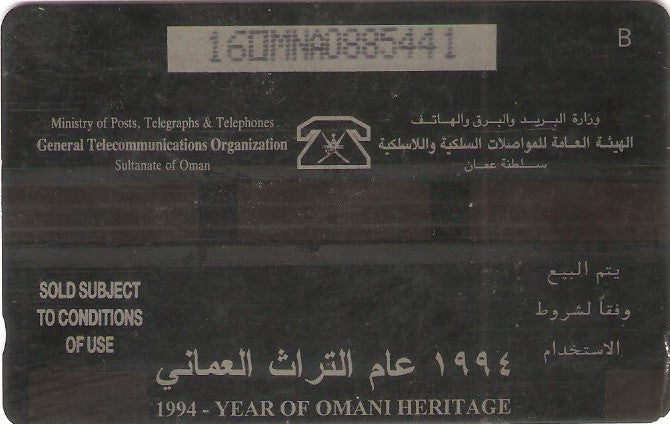 16OMNA0885441
B
Ministry of Posts, Telegraphs & Telephones
General Telecommunications Organization
Sultanate of Oman
وزارة البريد والبرق والهاتف
الهيئة العامة للمواصلات السلكية واللاسلكية
سلطنة عمان
SOLD SUBJECT
TO CONDITIONS
OF USE
يتم البيع
وفقاً لشروط
الاستخدام
١٩٩٤ عام التراث العماني
1994 - YEAR OF OMANI HERITAGE